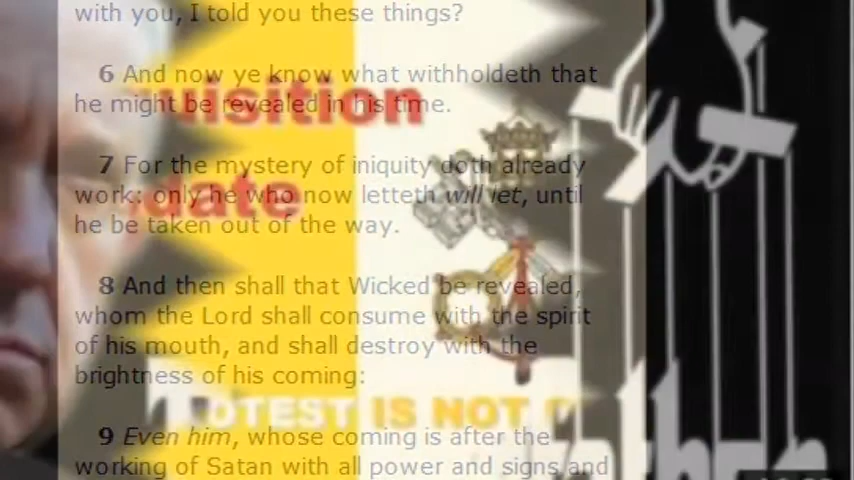 with you, I told you these things?
6 And now ye know what withholdeth that
he might be revealed in his time.
uisition
7 For the mystery of iniquity doth already
work: only he who now letteth will let, until
he be taken out of the way.
8 And then shall that Wicked be revealed,
whom the Lord shall consume with the spirit
of his mouth, and shall destroy with the
brightness of his coming:
IS NOT
9 Even him, whose coming is after the
working of Satan with all power and signs and